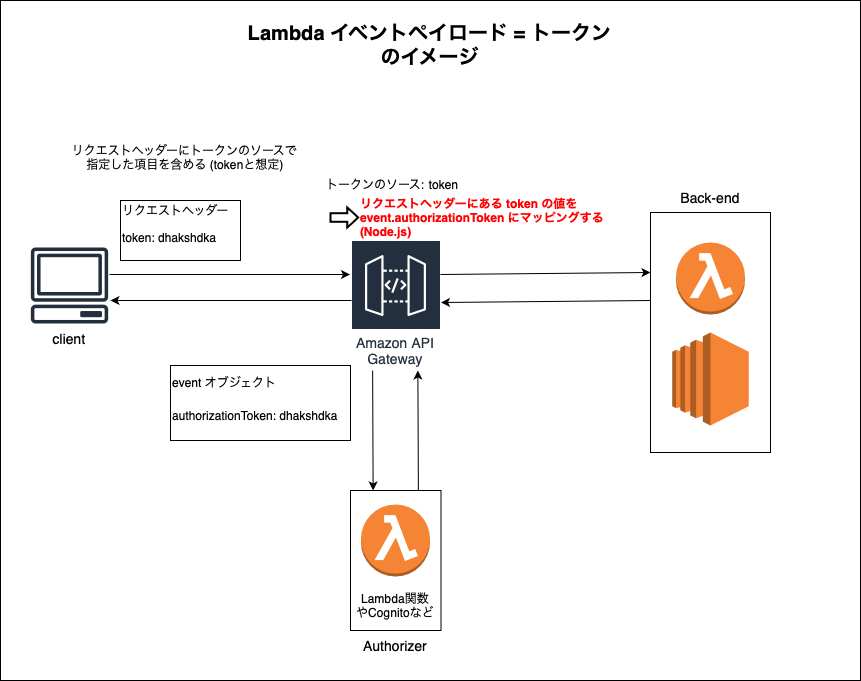 Lambda イベントペイロード = トークン
のイメージ
リクエストヘッダーにトークンのソースで
指定した項目を含める (tokenと想定)
トークンのソース: token
リクエストヘッダーにある token の値を
event.authorizationToken にマッピングする
(Node.js)
リクエストヘッダー
token: dhakshdka
Back-end
</>
client
Amazon API
Gateway
event オブジェクト
authorizationToken: dhakshdka
Lambda関数
やCognitoなど
Authorizer